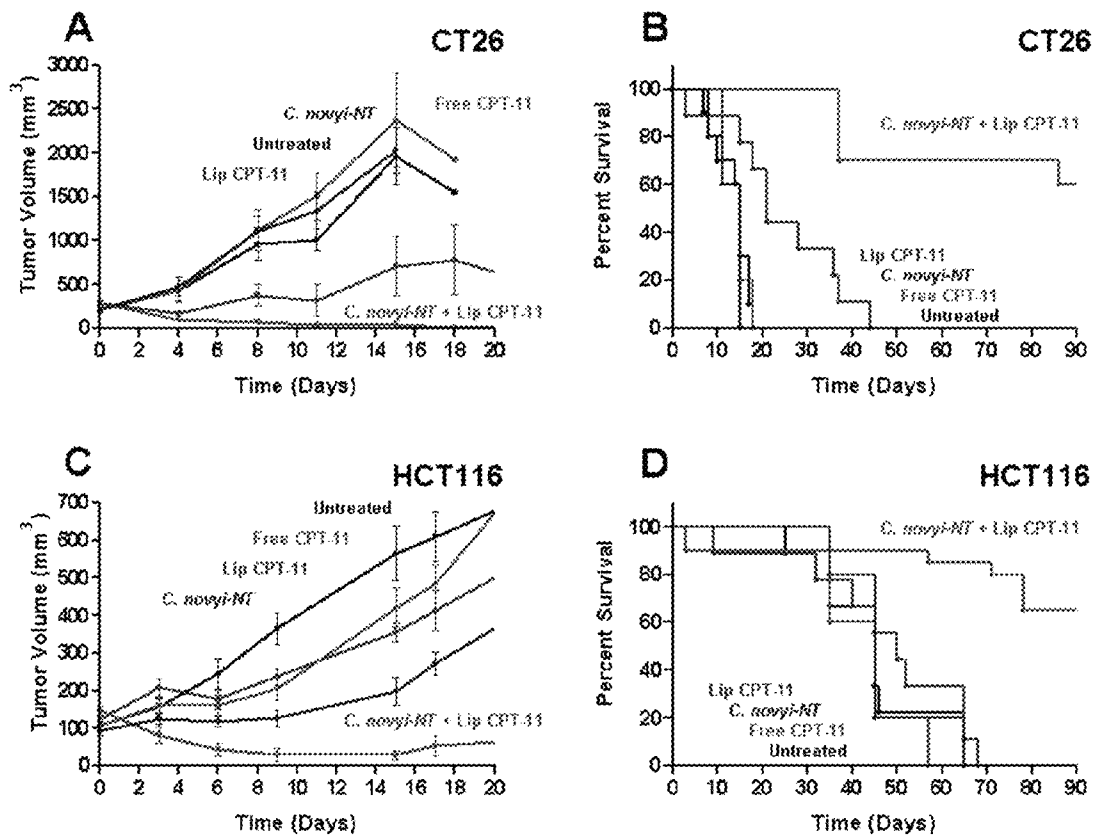 A
CT26
Tumor Volume (mm3)
3000
2500
2000
1500
1000
500
0
C. novyi-NT
Free CPT-11
Untreated
Lip CPT-11
C. novyi-NT + Lip CPT-11
0 2 4 6 8 10 12 14 16 18 20
Time (Days)
B
CT26
Percent Survival
100
80
60
40
20
0
C. novyi-NT + Lip CPT-11
Lip CPT-11
C. novyi-NT
Free CPT-11
Untreated
0 10 20 30 40 50 60 70 80 90
Time (Days)
C
HCT116
Tumor Volume (mm3)
700
600
500
400
300
200
100
0
Untreated
Free CPT-11
Lip CPT-11
C. novyi-NT
C. novyi-NT + Lip CPT-11
0 2 4 6 8 10 12 14 16 18 20
Time (Days)
D
HCT116
Percent Survival
100
80
60
40
20
0
C. novyi-NT + Lip CPT-11
Lip CPT-11
C. novyi-NT
Free CPT-11
Untreated
0 10 20 30 40 50 60 70 80 90
Time (Days)